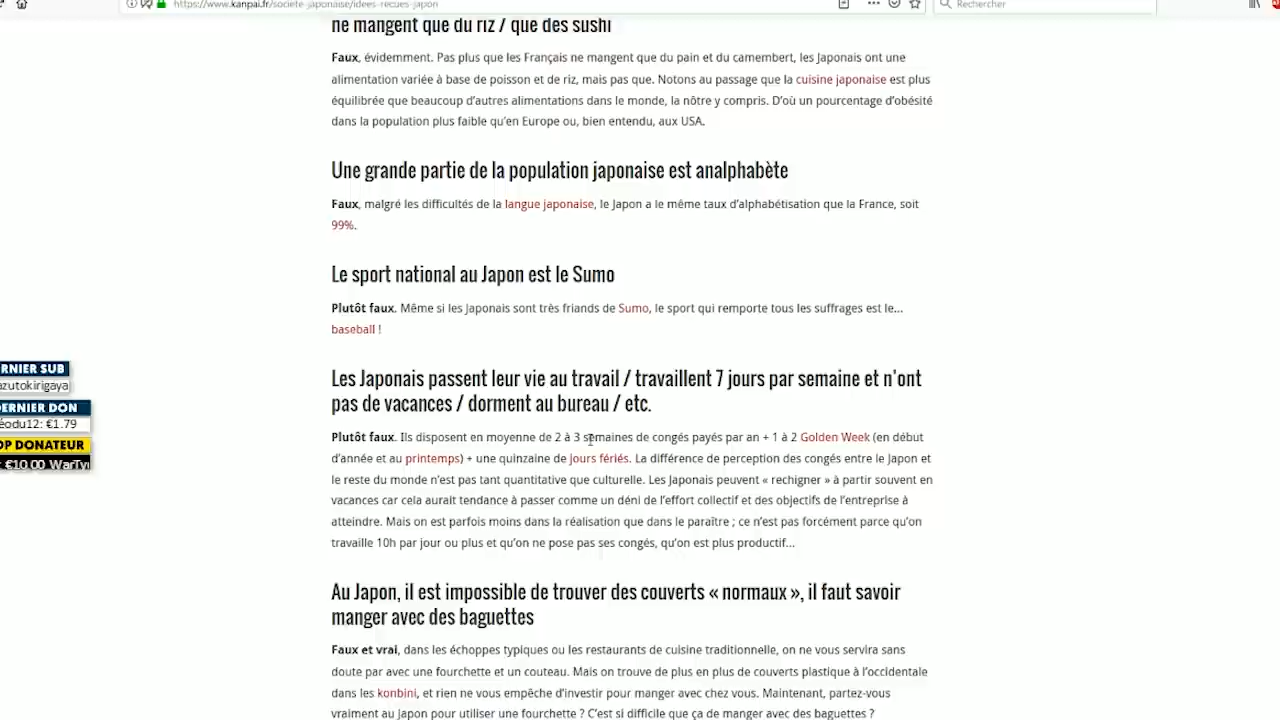 https://www.kanpai.fr/societe-japonaise/idees-recues-japon
Rechercher
ne mangent que du riz / que des sushi
Faux, évidemment. Pas plus que les Français ne mangent que du pain et du camembert, les Japonais ont une
alimentation variée à base de poisson et de riz, mais pas que. Notons au passage que la cuisine japonaise est plus
équilibrée que beaucoup d'autres alimentations dans le monde, la nôtre y compris. D'où un pourcentage d'obésité
dans la population plus faible qu'en Europe ou, bien entendu, aux USA.
Une grande partie de la population japonaise est analphabète
Faux, malgré les difficultés de la langue japonaise, le Japon a le même taux d'alphabétisation que la France, soit
99%.
Le sport national au Japon est le Sumo
Plutôt faux. Même si les Japonais sont très friands de Sumo, le sport qui remporte tous les suffrages est le...
baseball !
RNIER SUB
azutokirigaya
DERNIER DON
éodu12: €1.79
OP DONATEUR
€10.00 WarTy
Les Japonais passent leur vie au travail / travaillent 7 jours par semaine et n'ont
pas de vacances / dorment au bureau / etc.
Plutôt faux. Ils disposent en moyenne de 2 à 3 semaines de congés payés par an + 1 à 2 Golden Week (en début
d'année et au printemps) + une quinzaine de jours fériés. La différence de perception des congés entre le Japon et
le reste du monde n'est pas tant quantitative que culturelle. Les Japonais peuvent « rechigner » à partir souvent en
vacances car cela aurait tendance à passer comme un déni de l'effort collectif et des objectifs de l'entreprise à
atteindre. Mais on est parfois moins dans la réalisation que dans le paraître ; ce n'est pas forcément parce qu'on
travaille 10h par jour ou plus et qu'on ne pose pas ses congés, qu'on est plus productif...
Au Japon, il est impossible de trouver des couverts « normaux », il faut savoir
manger avec des baguettes
Faux et vrai, dans les échoppes typiques ou les restaurants de cuisine traditionnelle, on ne vous servira sans
doute par avec une fourchette et un couteau. Mais on trouve de plus en plus de couverts plastique à l'occidentale
dans les konbini, et rien ne vous empêche d'investir pour manger avec chez vous. Maintenant, partez-vous
vraiment au Japon pour utiliser une fourchette ? C'est si difficile que ça de manger avec des baguettes ?